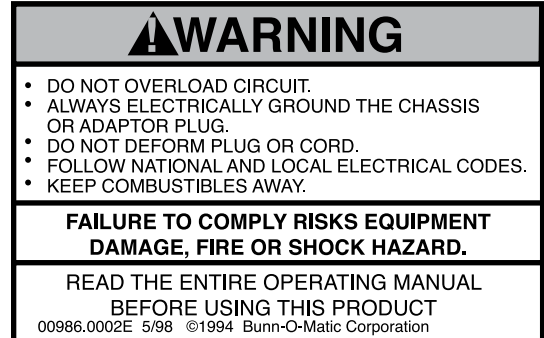 WARNING
• DO NOT OVERLOAD CIRCUIT.
• ALWAYS ELECTRICALLY GROUND THE CHASSIS
OR ADAPTOR PLUG.
• DO NOT DEFORM PLUG OR CORD.
• FOLLOW NATIONAL AND LOCAL ELECTRICAL CODES.
• KEEP COMBUSTIBLES AWAY.
FAILURE TO COMPLY RISKS EQUIPMENT
DAMAGE, FIRE OR SHOCK HAZARD.
READ THE ENTIRE OPERATING MANUAL
BEFORE USING THIS PRODUCT
00986.0002E 5/98 ©1994 Bunn-O-Matic Corporation